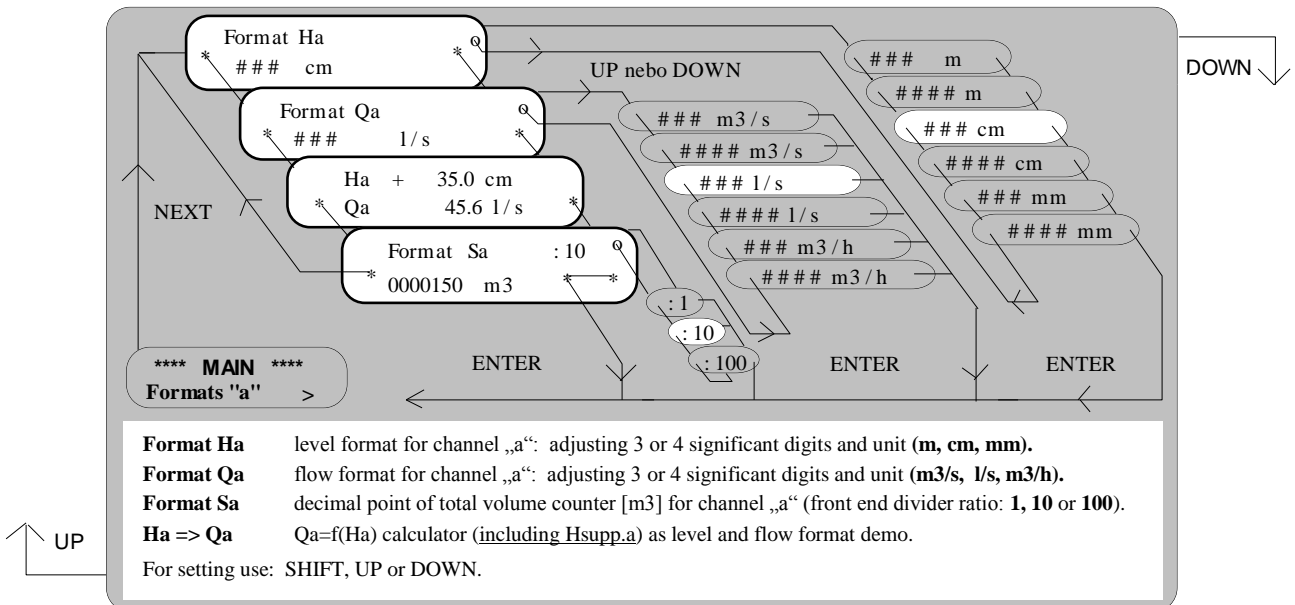 Format Ha
* ### cm * o
UP nebo DOWN
DOWN
Format Qa
* ### l/s * o
Ha + 35.0 cm
* Qa 45.6 l/s *
Format Sa :10 o
* 0000150 m3 * *
NEXT
### m3/s
#### m3/s
### l/s
#### l/s
### m3/h
#### m3/h
### m
#### m
### cm
#### cm
### mm
#### mm
:1
:10
:100
**** MAIN ****
Formats "a" >
ENTER
ENTER
ENTER
Format Ha level format for channel „a“: adjusting 3 or 4 significant digits and unit (m, cm, mm).
Format Qa flow format for channel „a“: adjusting 3 or 4 significant digits and unit (m3/s, l/s, m3/h).
Format Sa decimal point of total volume counter [m3] for channel „a“ (front end divider ratio: 1, 10 or 100).
Ha => Qa Qa=f(Ha) calculator (including Hsupp.a) as level and flow format demo.
For setting use: SHIFT, UP or DOWN.
UP